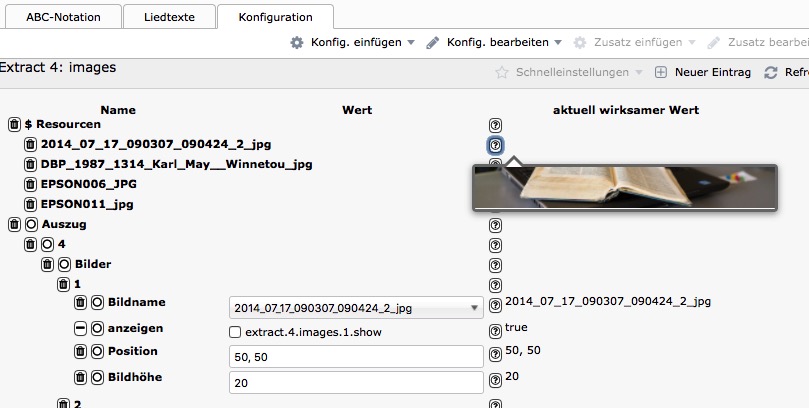 ABC-Notation Liedtexte Konfiguration
Konfig. einfügen Konfig. bearbeiten Zusatz einfügen Zusatz bearbei
Extract 4: images Schnelleinstellungen Neuer Eintrag Refre
Name Wert aktuell wirksamer Wert
$ Resourcen
2014_07_17_090307_090424_2_jpg
DBP_1987_1314_Karl_May__Winnetou_jpg
EPSON006_JPG
EPSON011_jpg
Auszug
4
Bilder
1
Bildname 2014_07_17_090307_090424_2_jpg 2014_07_17_090307_090424_2_jpg
anzeigen extract.4.images.1.show true
Position 50, 50 50, 50
Bildhöhe 20 20
2